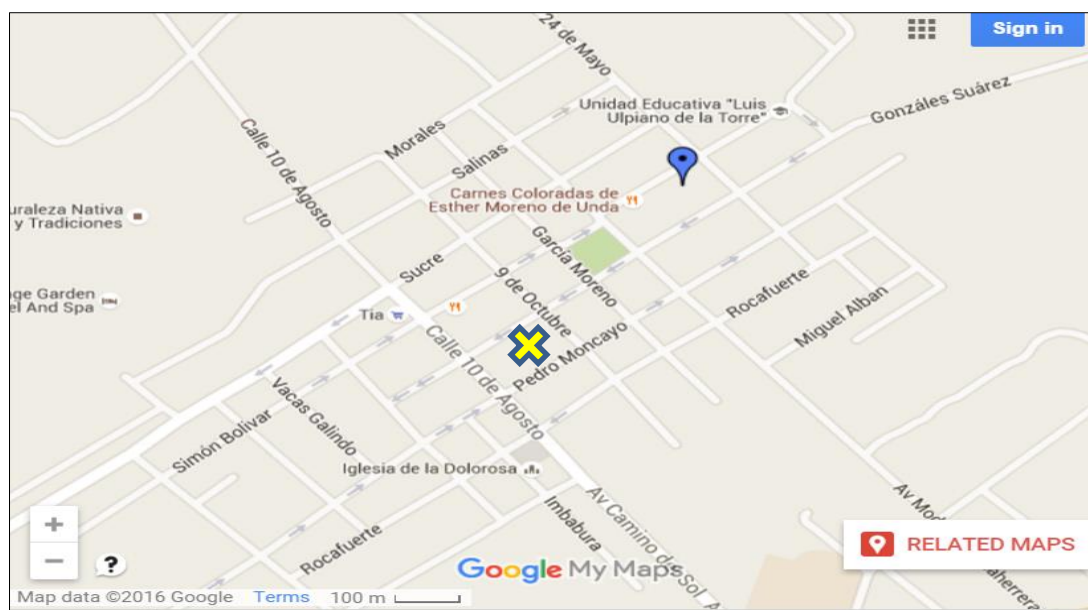 Sign in
24 de Mayo
Unidad Educativa "Luis
Ulpiano de la Torre"
Gonzáles Suárez
Morales
Calle 10 de Agosto
Salinas
Carnes Coloradas de
Esther Moreno de Unda
uraleza Nativa
y Tradiciones
García Moreno
Sucre
9 de Octubre
Rocafuerte
Miguel Alban
ge Garden
el And Spa
Tia
Calle 10 de Agosto
Pedro Moncayo
Vacas Galindo
Simón Bolívar
Iglesia de la Dolorosa
Imbabura
Av Camino del Sol
Rocafuerte
+
−
?
Google My Maps
RELATED MAPS
Map data ©2016 Google Terms 100 m